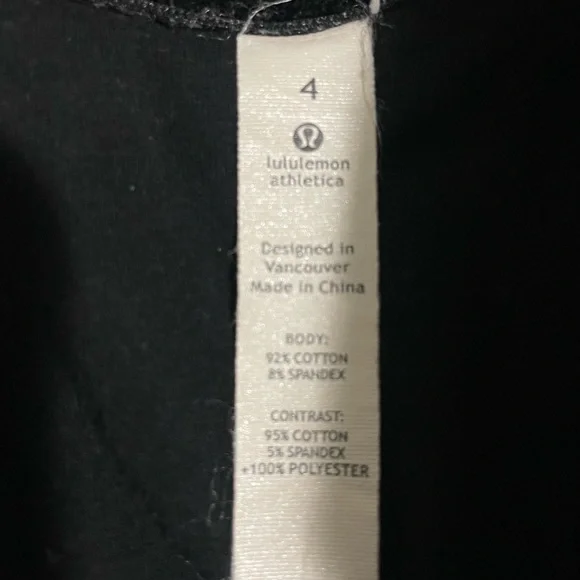 4
lululemon
athletica
Designed in
Vancouver
Made in China
BODY:
92% COTTON
8% SPANDEX
CONTRAST:
95% COTTON
5% SPANDEX
+100% POLYESTER